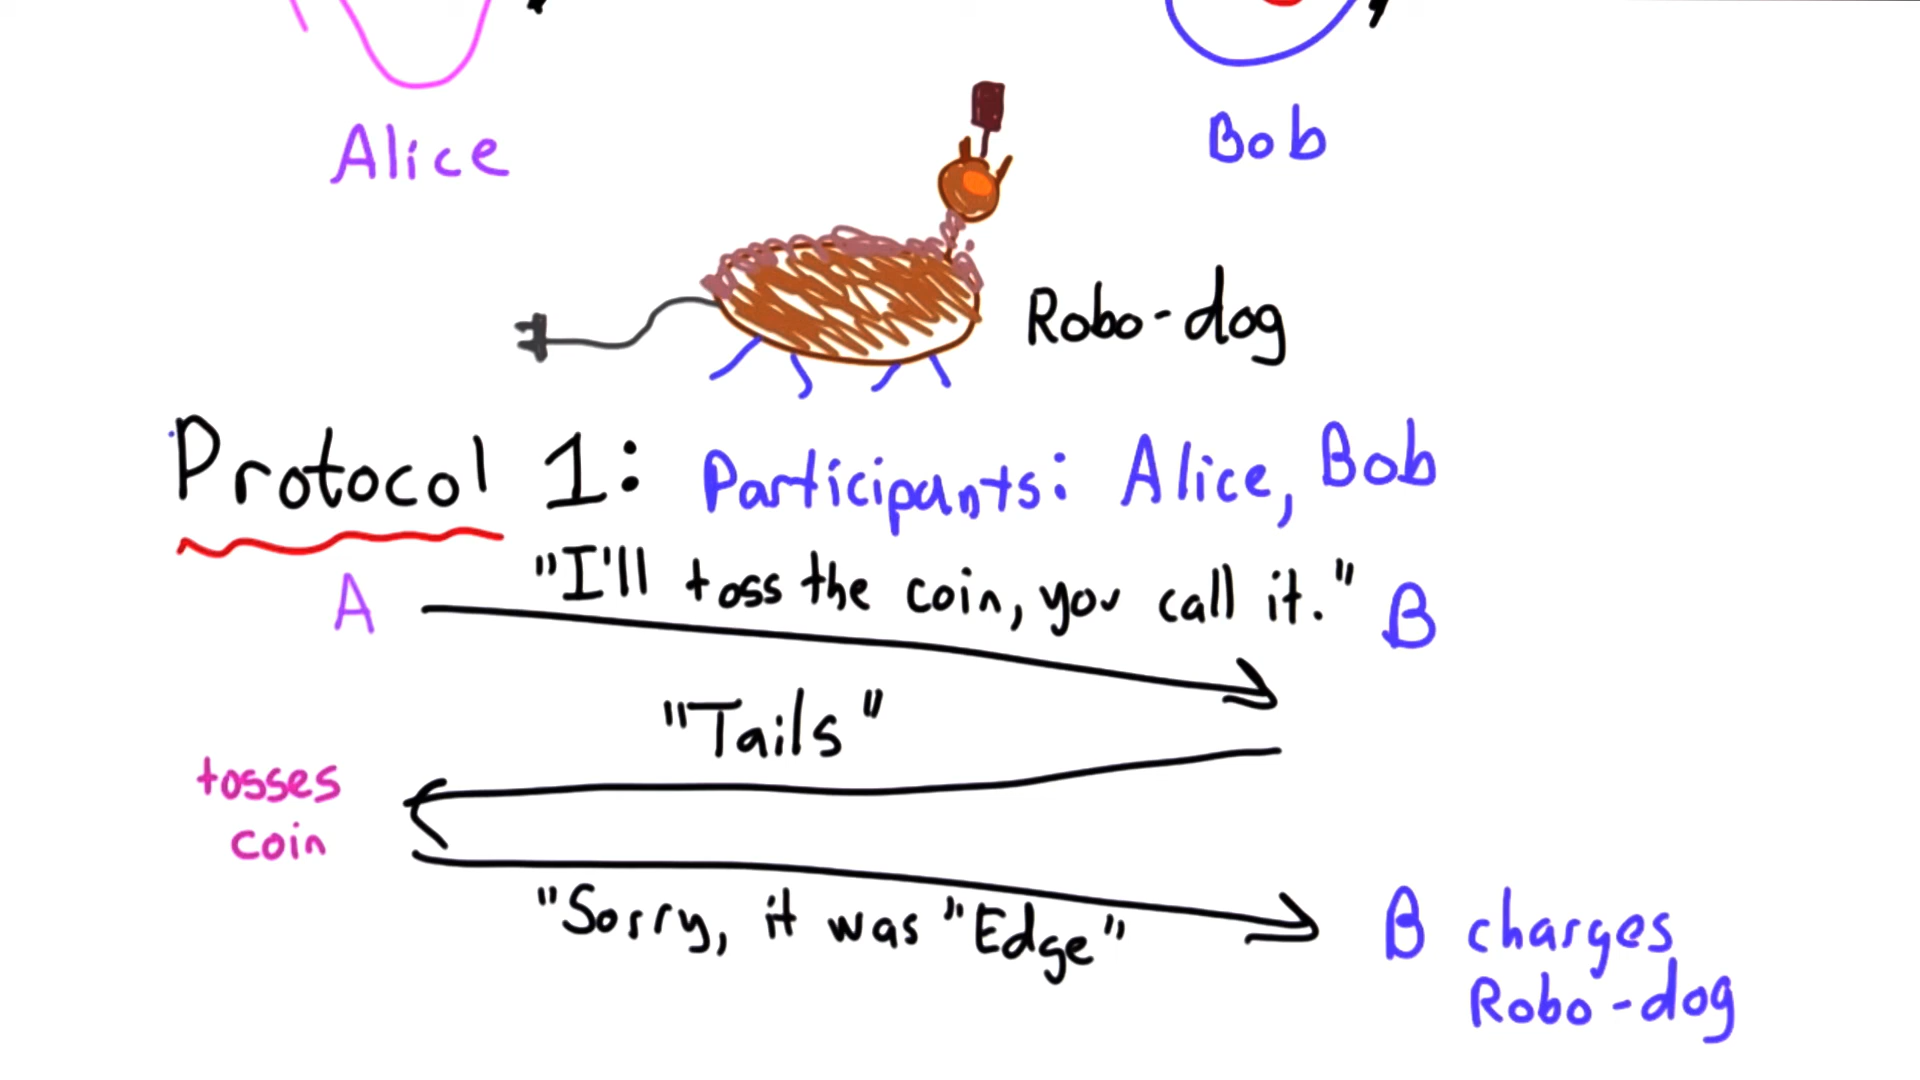 Alice
Bob
Robo-dog
Protocol 1: Participants: Alice, Bob
A "I'll toss the coin, you call it." B
"Tails"
tosses
coin
"Sorry, it was "Edge"
B charges
Robo-dog